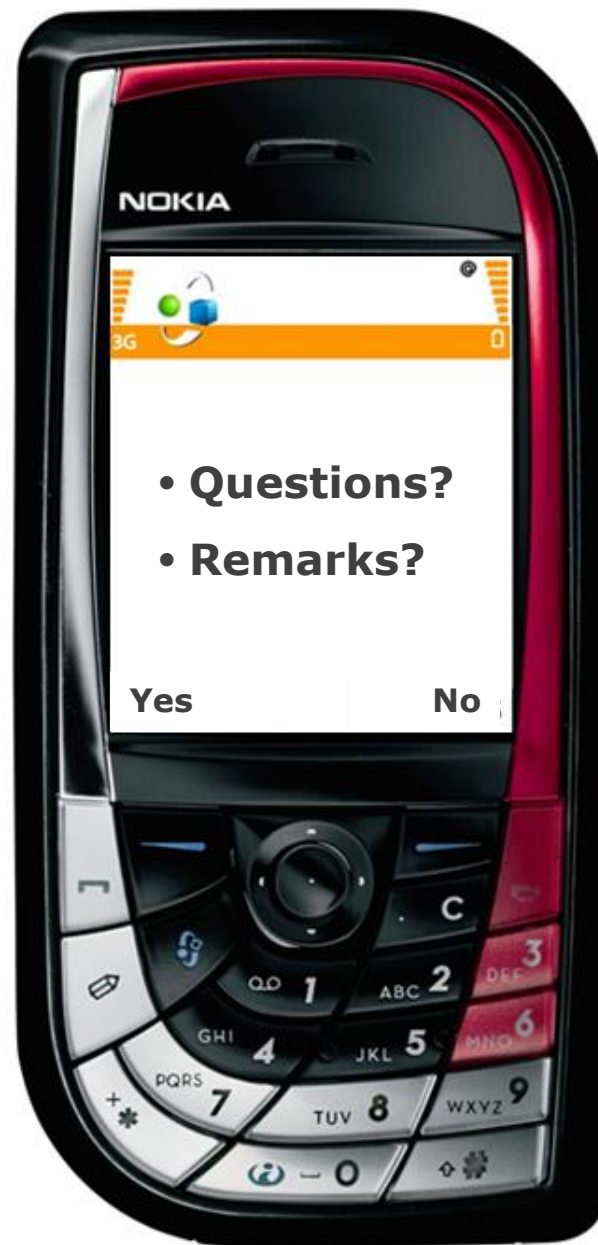 NOKIA
3G
• Questions?
• Remarks?
Yes No
C
1 ABC 2 DEF 3
GHI 4 JKL 5 MNO 6
PQRS 7 TUV 8 WXYZ 9
+ * 0 #